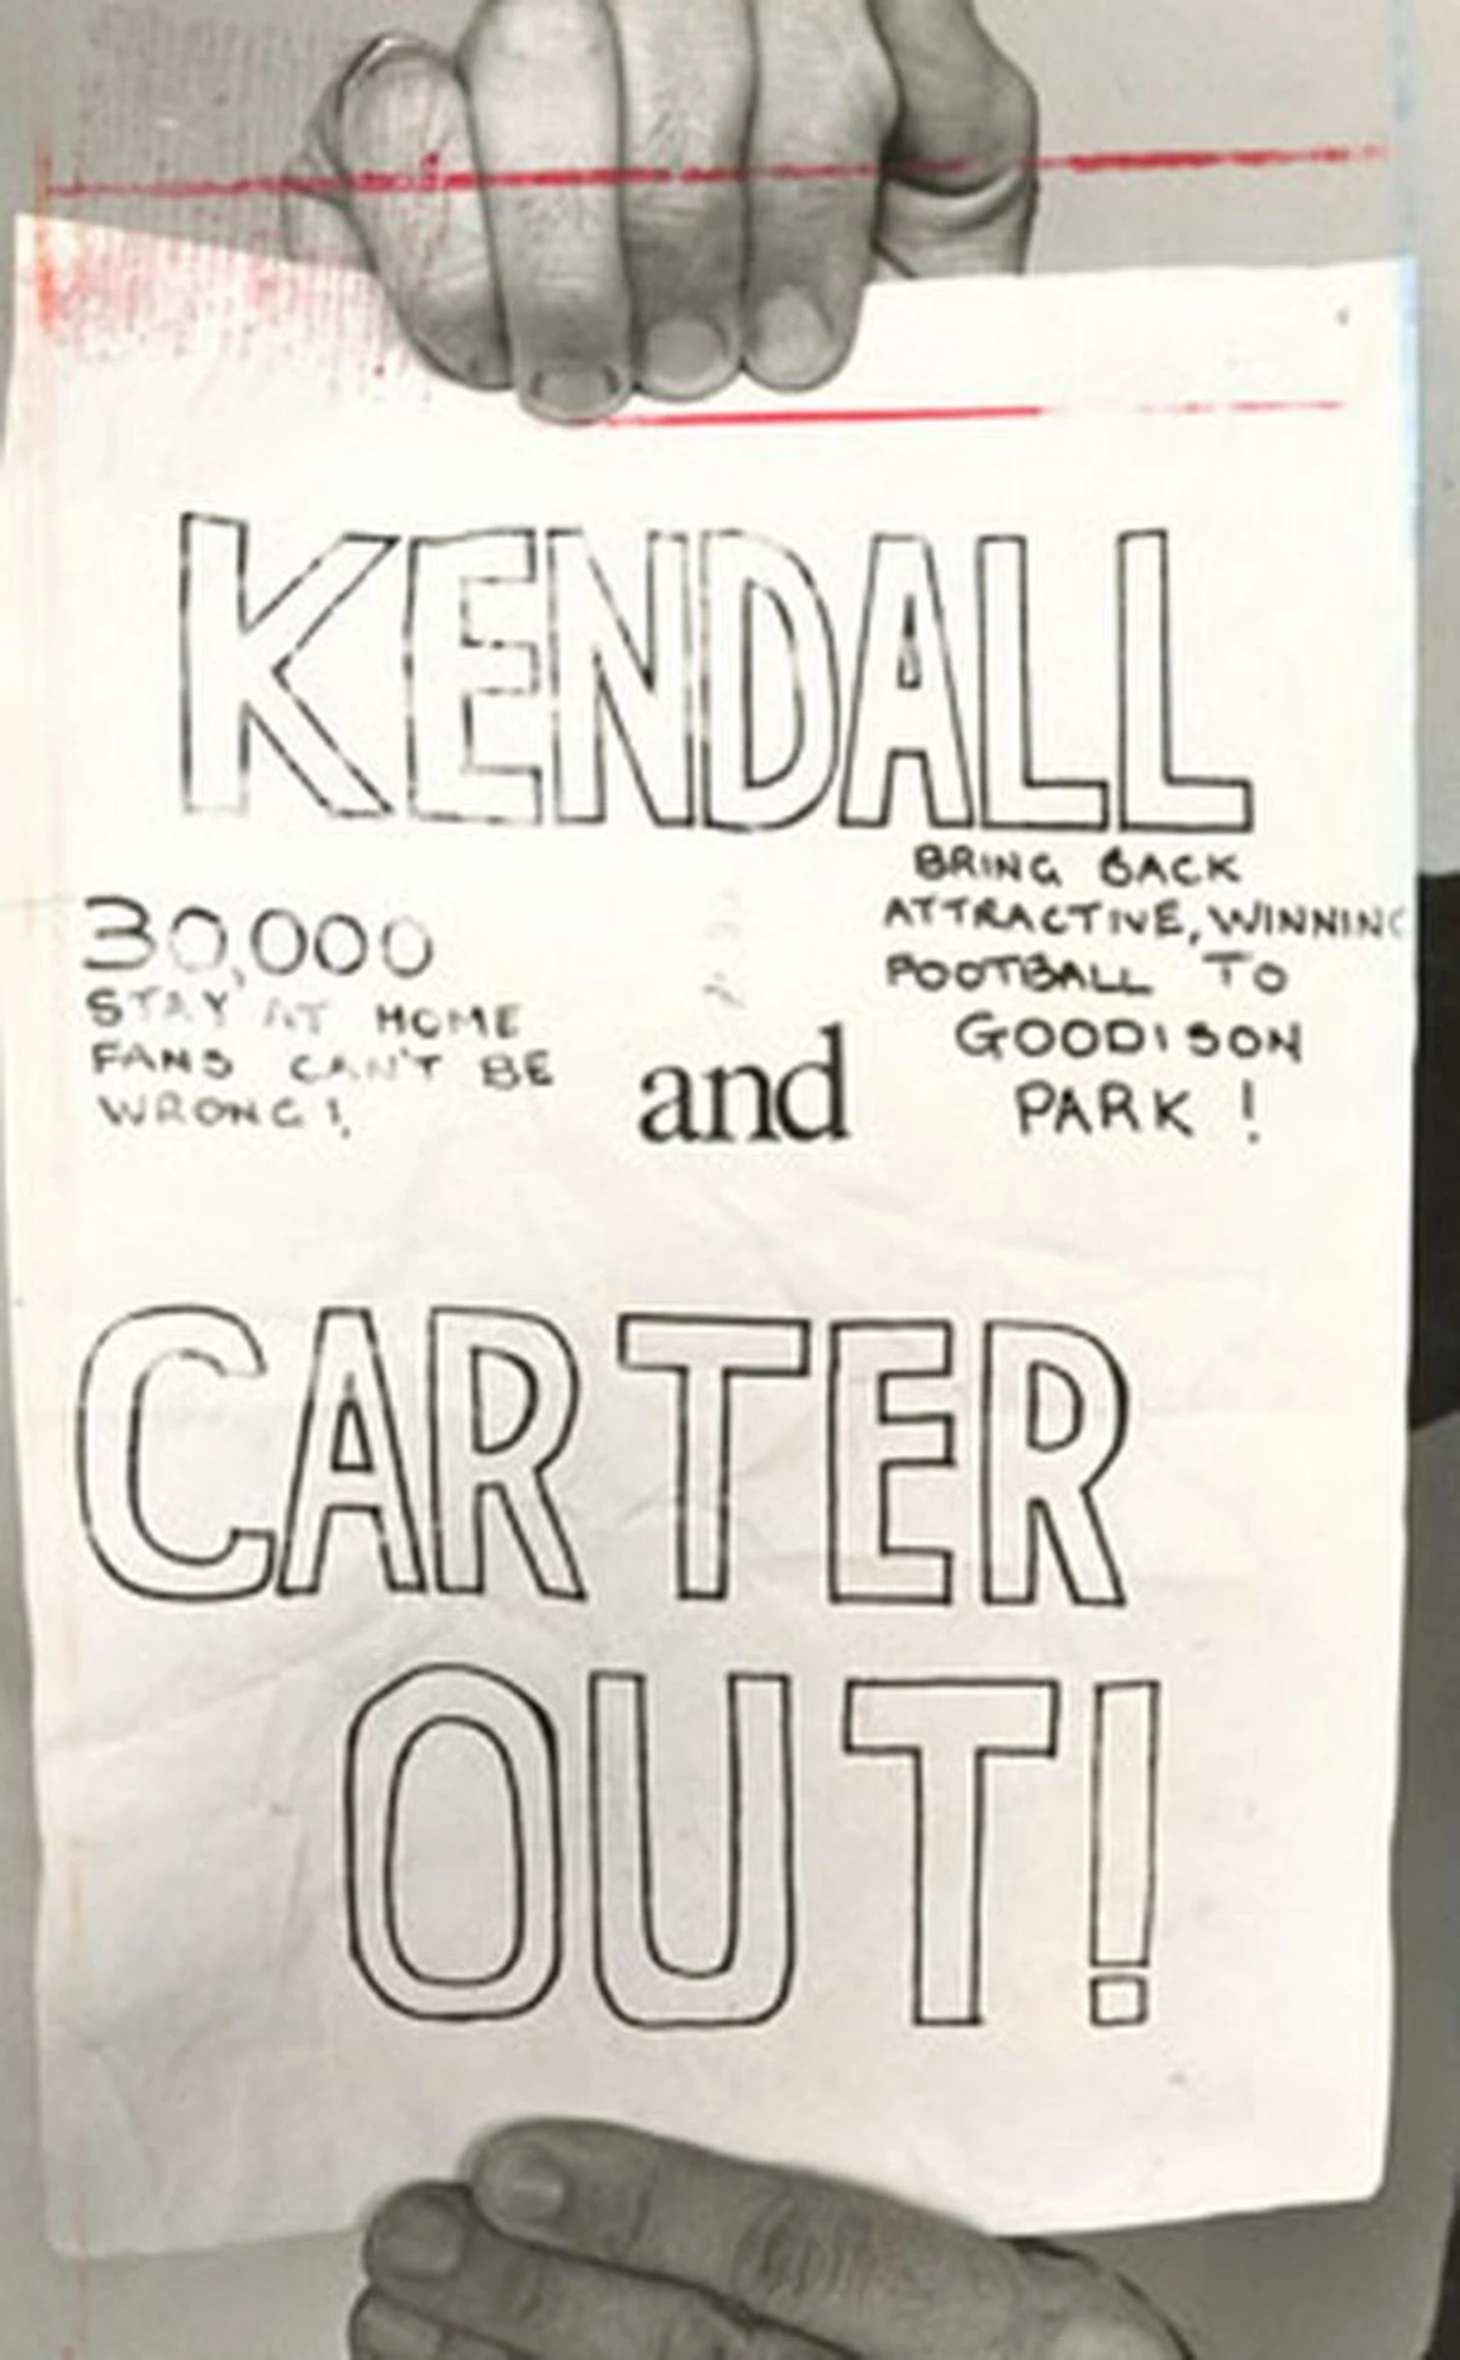 KENDALL
30,000
STAY AT HOME
FANS CAN'T BE
WRONG!
and
BRING BACK
ATTRACTIVE, WINNING
FOOTBALL TO
GOODISON
PARK!
CARTER
OUT!